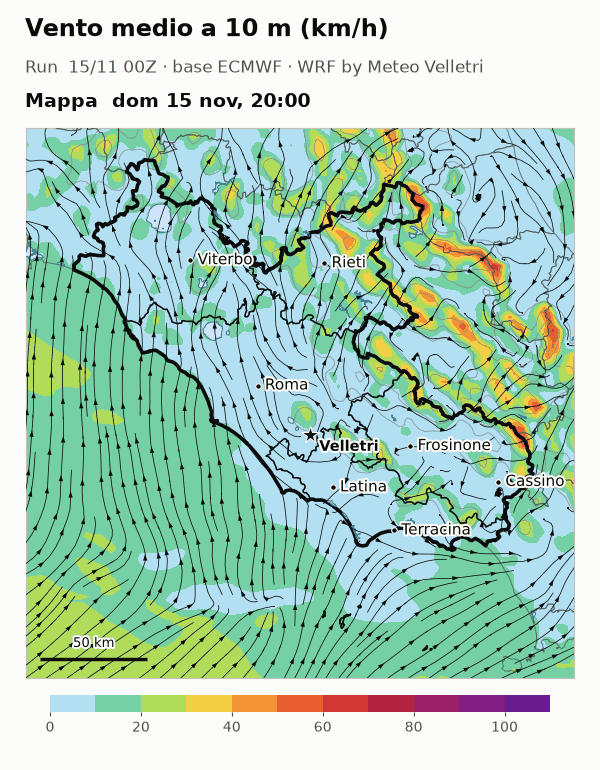 Vento medio a 10 m (km/h)
Run 15/11 00Z · base ECMWF · WRF by Meteo Velletri
Mappa dom 15 nov, 20:00
Viterbo
Rieti
Roma
Velletri
Frosinone
Cassino
Latina
Terracina
50 km
0 20 40 60 80 100